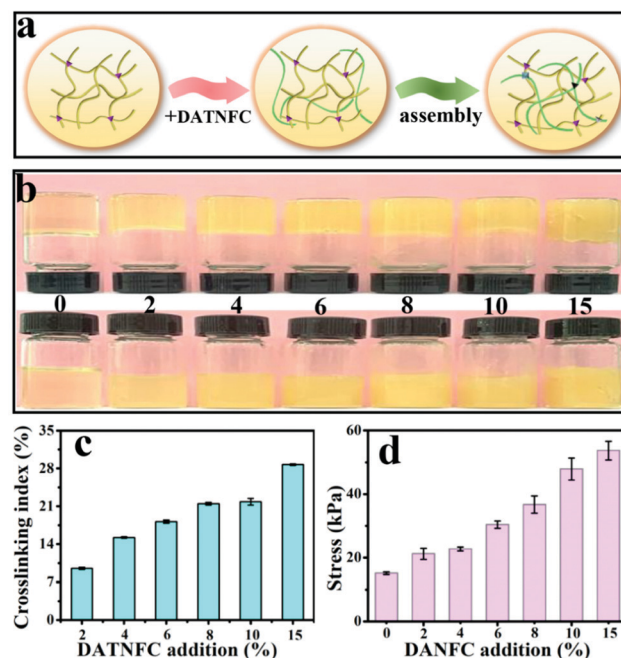 a
+DATNFC
assembly
b
0 2 4 6 8 10 15
c
Crosslinking index (%)
35
28
21
14
7
0
2 4 6 8 10 15
DATNFC addition (%)
d
Stress (kPa)
60
40
20
0
0 2 4 6 8 10 15
DANFC addition (%)